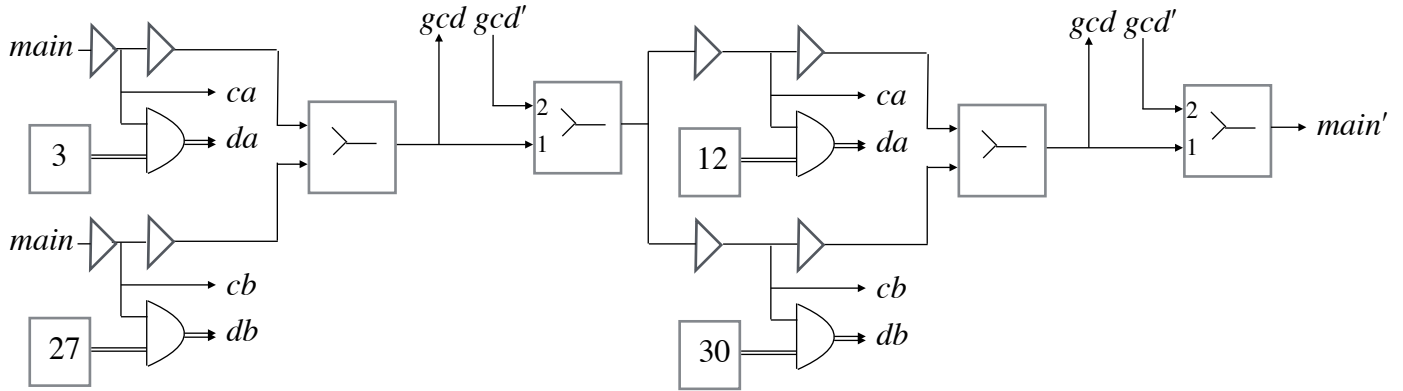 gcd gcd′
gcd gcd′
main
ca
2
ca
2
3
da
1
12
da
1
main′
main
cb
cb
27
db
30
db